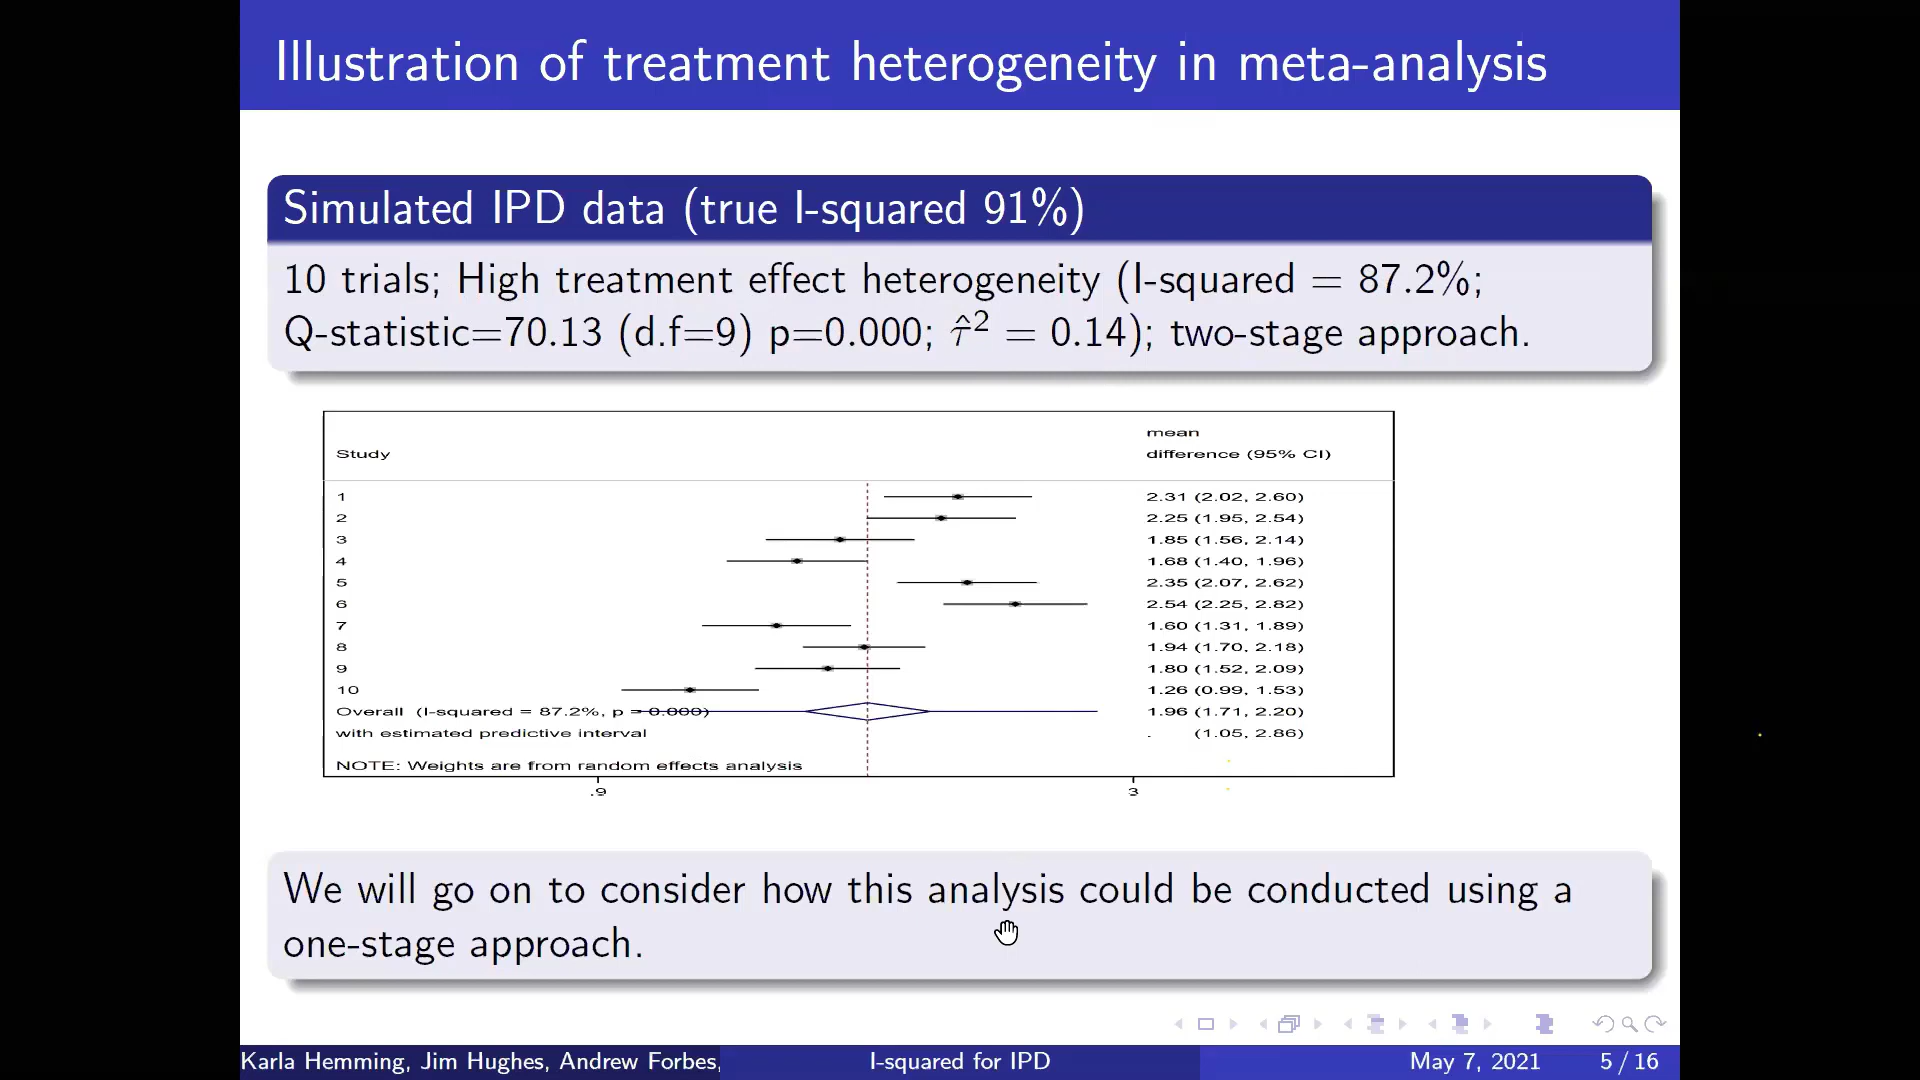 Illustration of treatment heterogeneity in meta-analysis
Simulated IPD data (true I-squared 91%)
10 trials; High treatment effect heterogeneity (I-squared = 87.2%;
Q-statistic=70.13 (d.f=9) p=0.000; τ̂² = 0.14); two-stage approach.
mean
Study difference (95% CI)
1 2.31 (2.02, 2.60)
2 2.25 (1.95, 2.54)
3 1.85 (1.56, 2.14)
4 1.68 (1.40, 1.96)
5 2.35 (2.07, 2.62)
6 2.54 (2.25, 2.82)
7 1.60 (1.31, 1.89)
8 1.94 (1.70, 2.18)
9 1.80 (1.52, 2.09)
10 1.26 (0.99, 1.53)
Overall (I-squared = 87.2%, p = 0.000) 1.96 (1.71, 2.20)
with estimated predictive interval . (1.05, 2.86)
NOTE: Weights are from random effects analysis
.9 3
We will go on to consider how this analysis could be conducted using a
one-stage approach.
Karla Hemming, Jim Hughes, Andrew Forbes, I-squared for IPD May 7, 2021 5 / 16